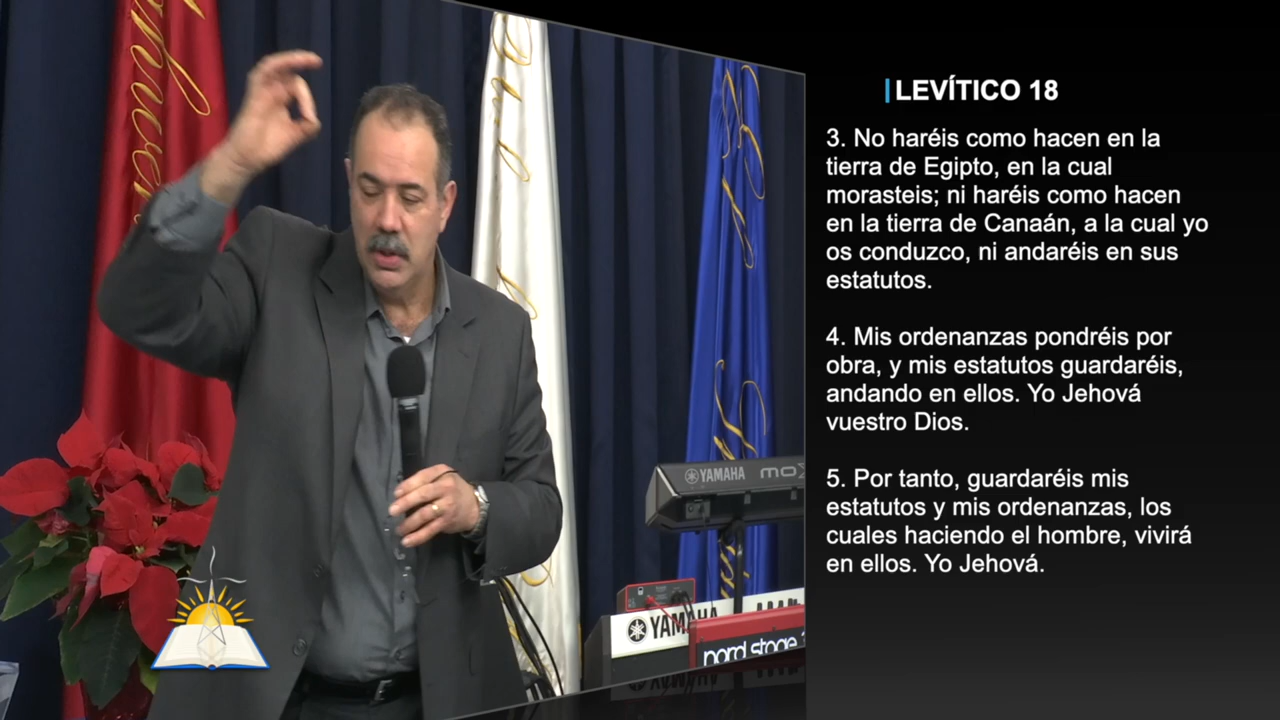 LEVÍTICO 18
3. No haréis como hacen en la
tierra de Egipto, en la cual
morasteis; ni haréis como hacen
en la tierra de Canaán, a la cual yo
os conduzco, ni andaréis en sus
estatutos.
4. Mis ordenanzas pondréis por
obra, y mis estatutos guardaréis,
andando en ellos. Yo Jehová
vuestro Dios.
5. Por tanto, guardaréis mis
estatutos y mis ordenanzas, los
cuales haciendo el hombre, vivirá
en ellos. Yo Jehová.
YAMAHA
YAMAHA
nord stage